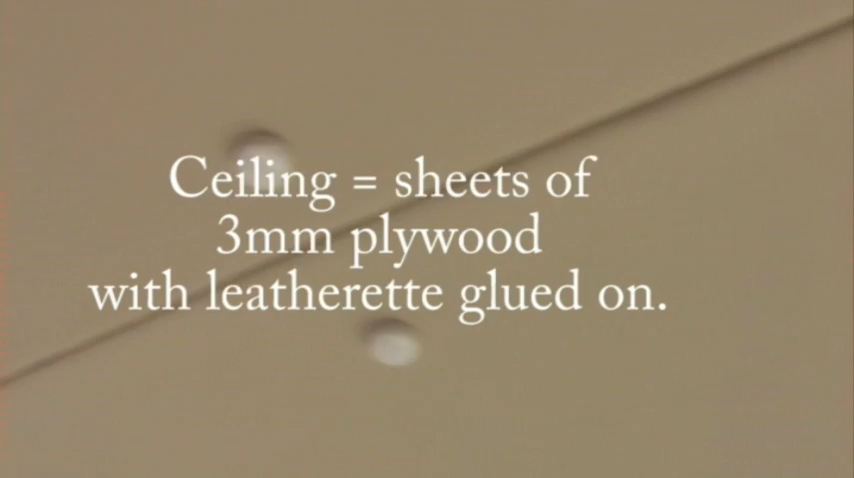 Ceiling = sheets of
3mm plywood
with leatherette glued on.